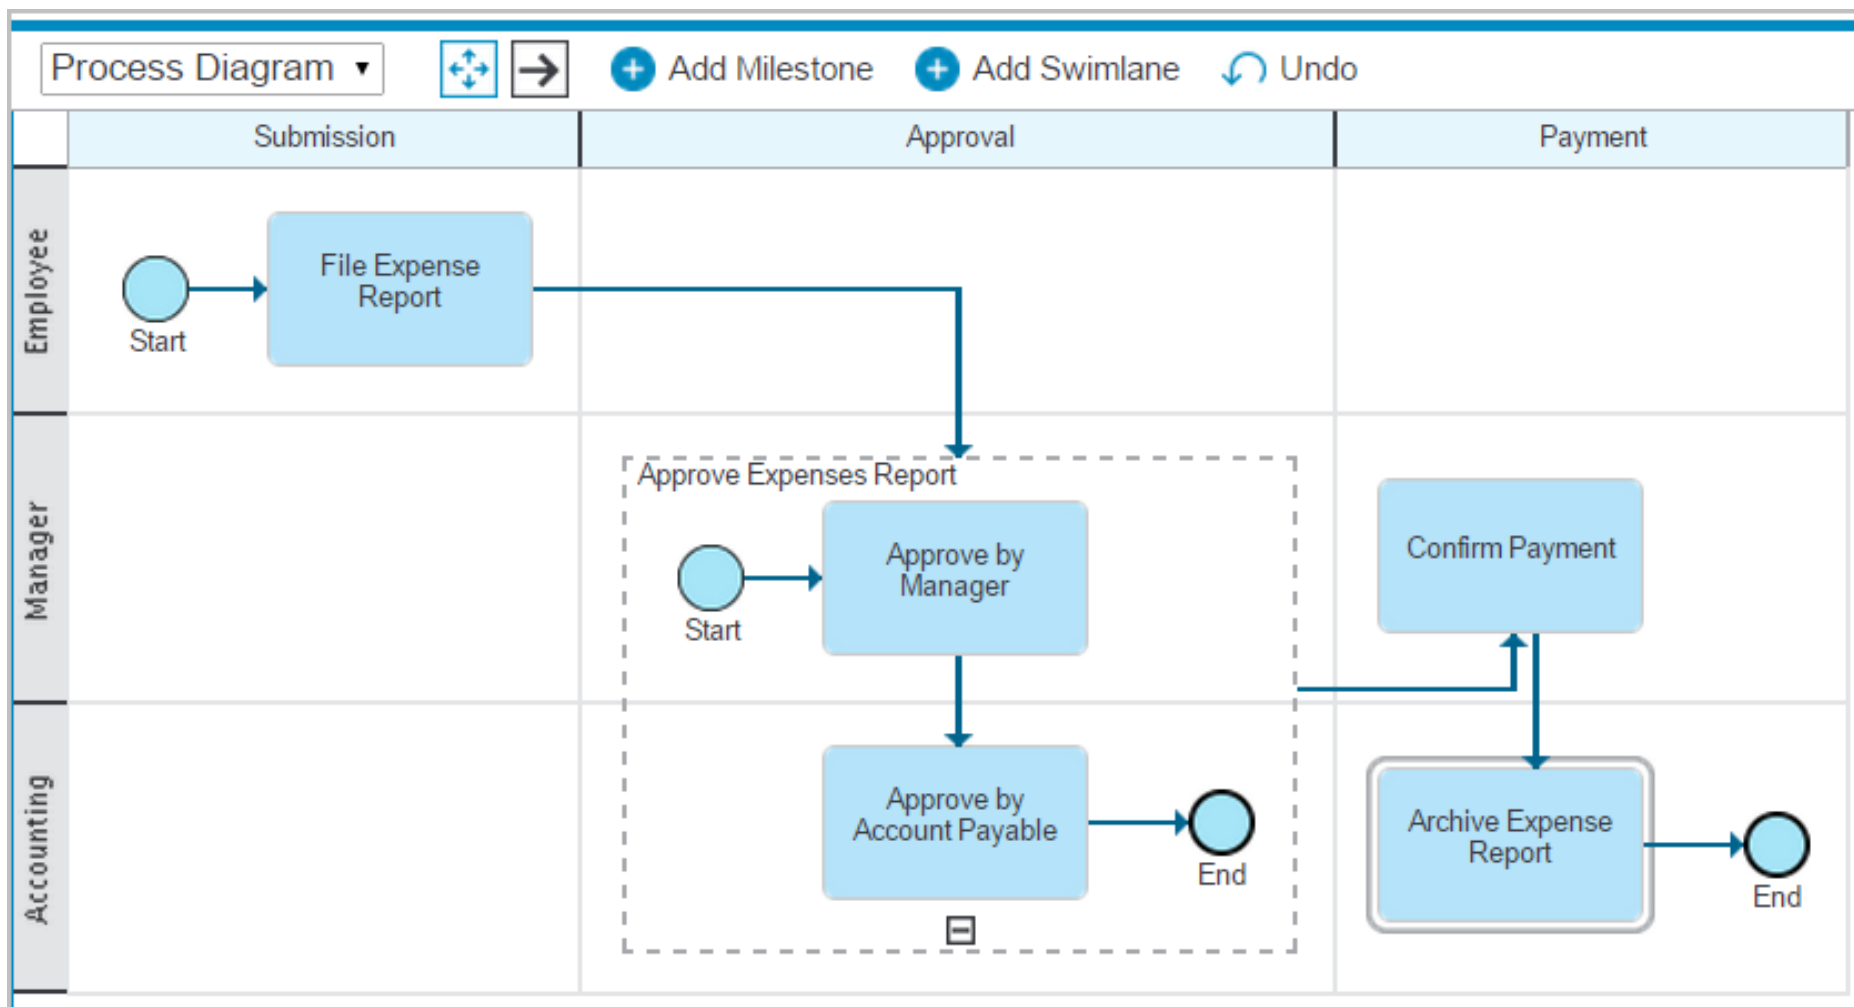 Process Diagram
Add Milestone
Add Swimlane
Undo
Submission
Approval
Payment
Employee
Start
File Expense
Report
Manager
Approve Expenses Report
Start
Approve by
Manager
Confirm Payment
Accounting
Approve by
Account Payable
End
Archive Expense
Report
End